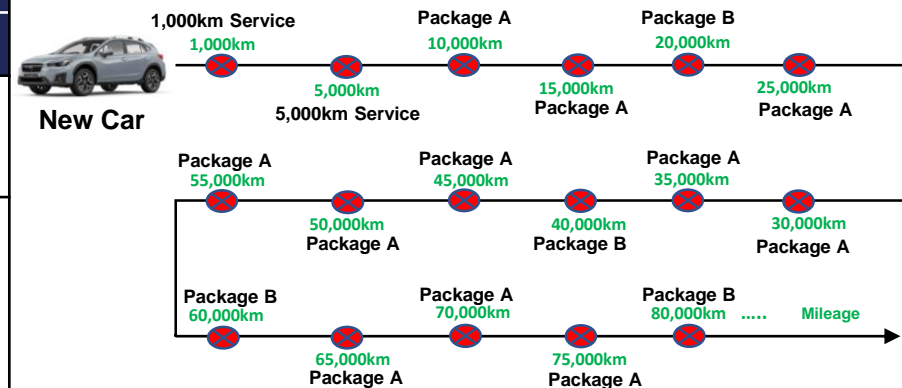 1,000km Service
1,000km
5,000km
5,000km Service
Package A
10,000km
15,000km
Package A
Package B
20,000km
25,000km
Package A
New Car
Package A
55,000km
50,000km
Package A
Package A
45,000km
40,000km
Package B
Package A
35,000km
30,000km
Package A
Package B
60,000km
65,000km
Package A
Package A
70,000km
75,000km
Package A
Package B
80,000km ..... Mileage